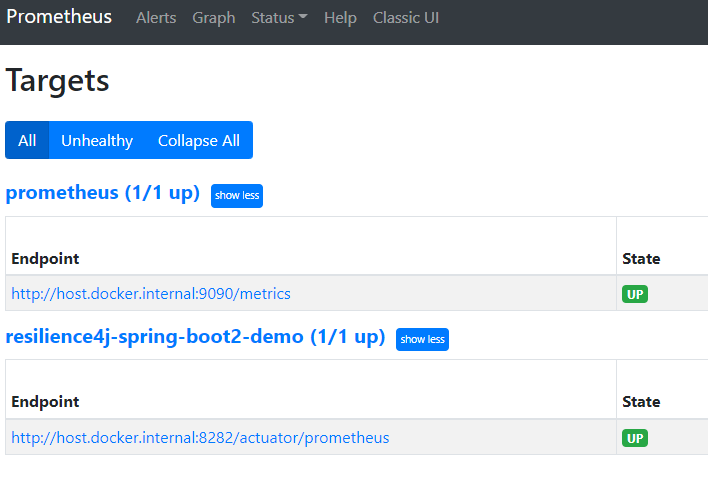 Prometheus Alerts Graph Status Help Classic UI
Targets
All Unhealthy Collapse All
prometheus (1/1 up) show less
Endpoint State
http://host.docker.internal:9090/metrics UP
resilience4j-spring-boot2-demo (1/1 up) show less
Endpoint State
http://host.docker.internal:8282/actuator/prometheus UP